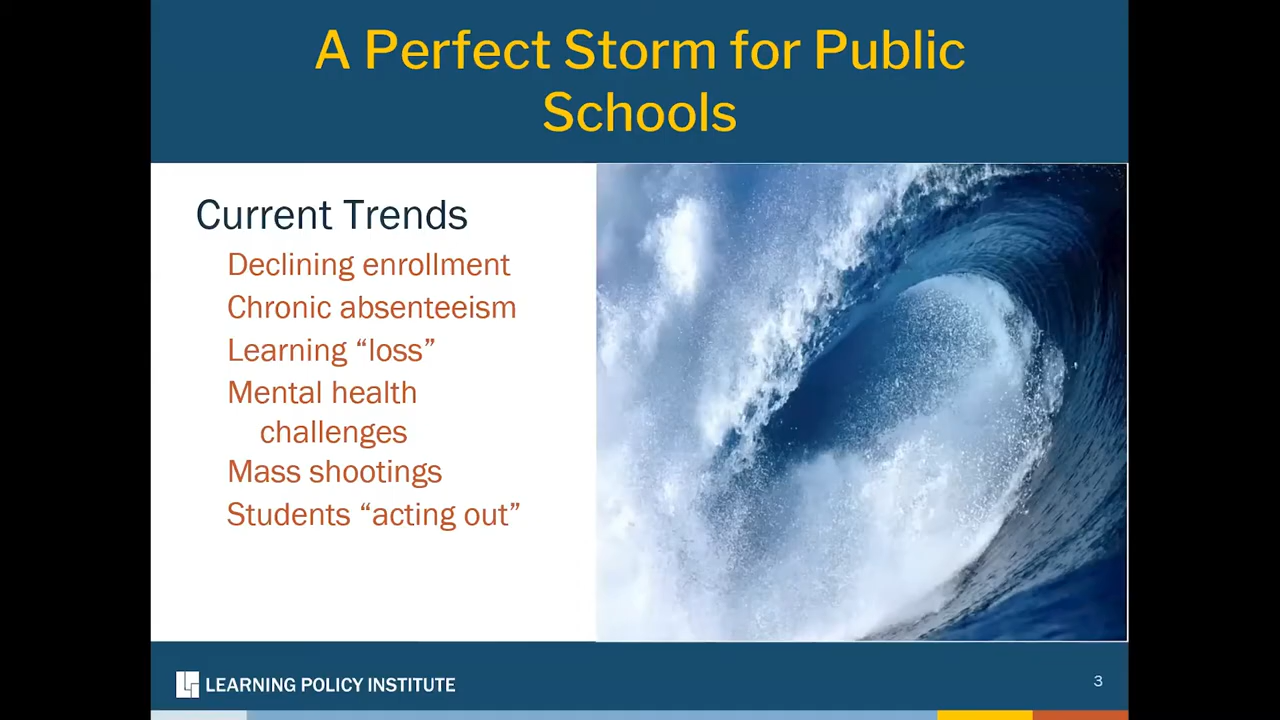 A Perfect Storm for Public
Schools
Current Trends
Declining enrollment
Chronic absenteeism
Learning “loss”
Mental health
challenges
Mass shootings
Students “acting out”
LEARNING POLICY INSTITUTE
3